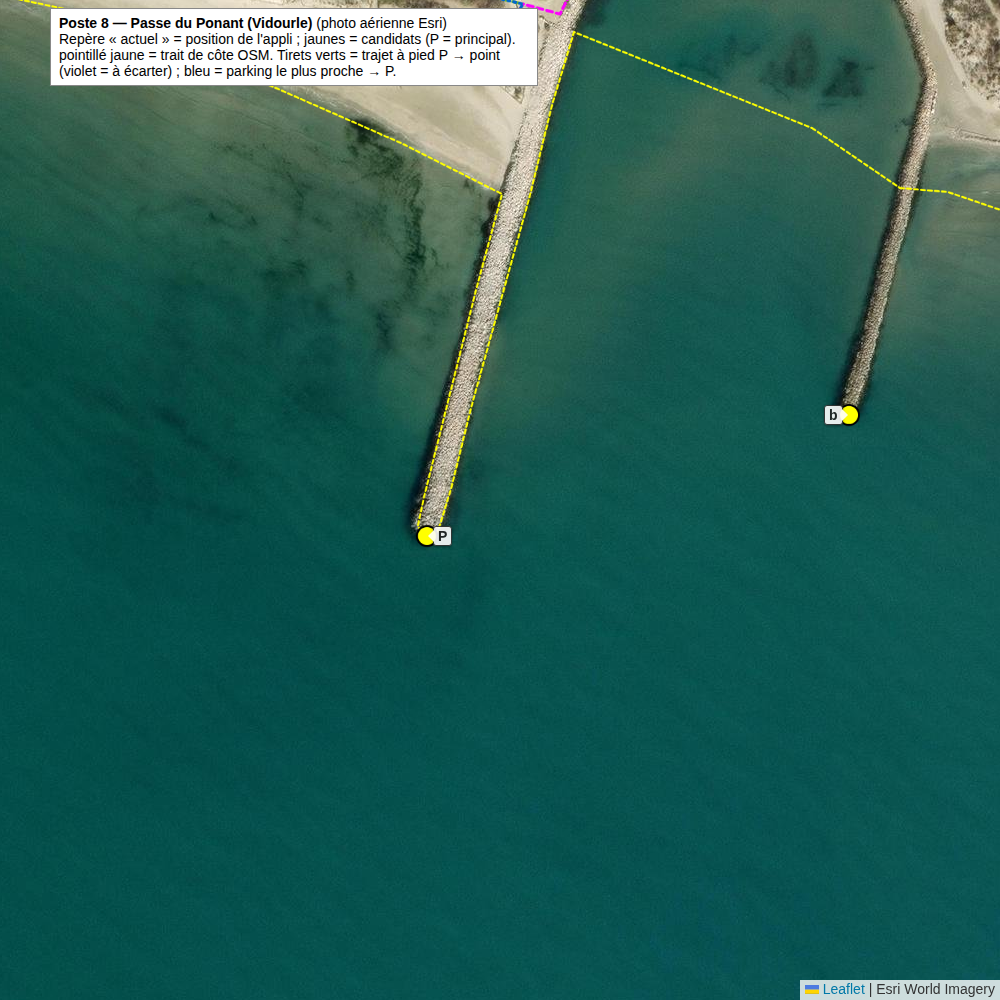 Poste 8 — Passe du Ponant (Vidourle) (photo aérienne Esri)
Repère « actuel » = position de l'appli ; jaunes = candidats (P = principal).
pointillé jaune = trait de côte OSM. Tirets verts = trajet à pied P → point
(violet = à écarter) ; bleu = parking le plus proche → P.
b
P
Leaflet | Esri World Imagery